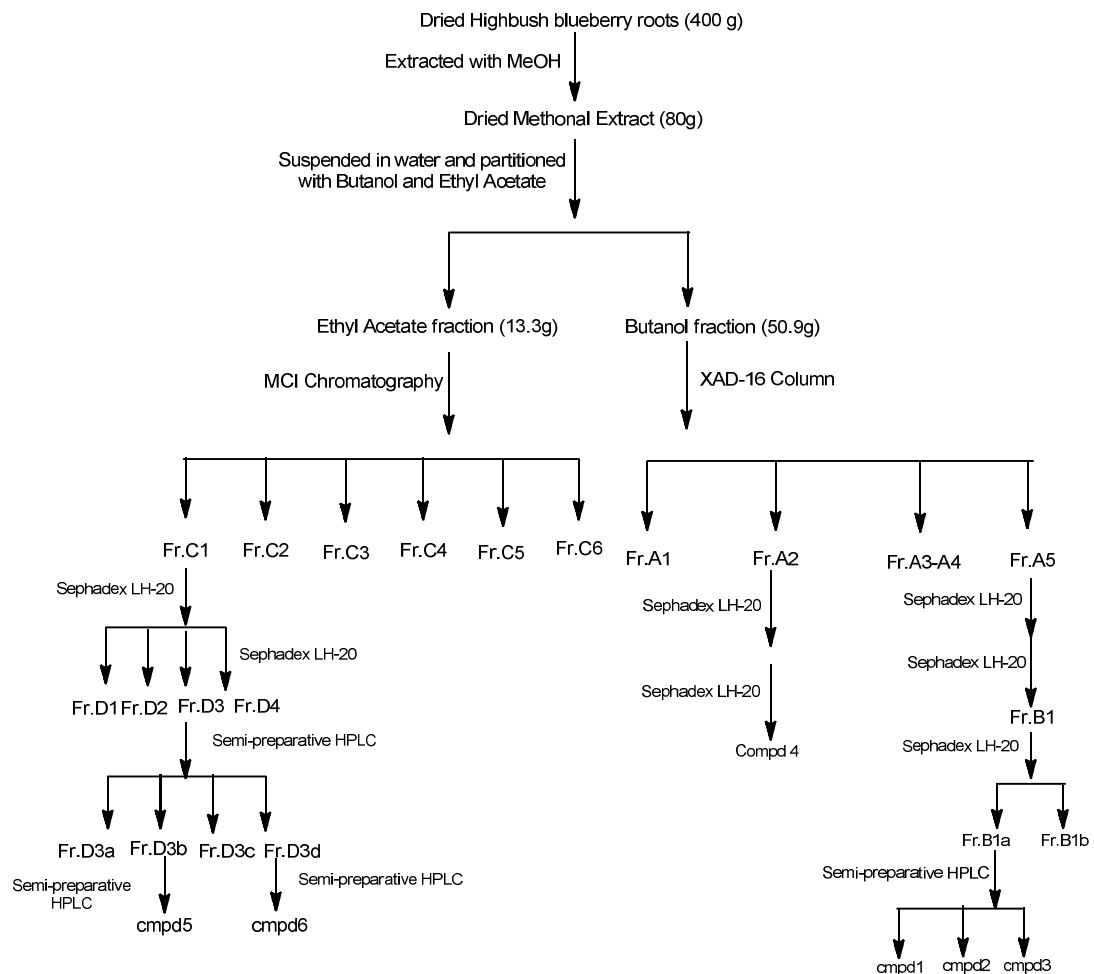 Dried Highbush blueberry roots (400 g)
Extracted with MeOH
Dried Methonal Extract (80g)
Suspended in water and partitioned
with Butanol and Ethyl Acetate
Ethyl Acetate fraction (13.3g)
Butanol fraction (50.9g)
MCI Chromatography
XAD-16 Column
Fr.C1
Fr.C2
Fr.C3
Fr.C4
Fr.C5
Fr.C6
Fr.A1
Fr.A2
Fr.A3-A4
Fr.A5
Sephadex LH-20
Sephadex LH-20
Sephadex LH-20
Sephadex LH-20
Sephadex LH-20
Sephadex LH-20
Fr.D1
Fr.D2
Fr.D3
Fr.D4
Fr.B1
Semi-preparative HPLC
Compd 4
Sephadex LH-20
Fr.D3a
Fr.D3b
Fr.D3c
Fr.D3d
Fr.B1a
Fr.B1b
Semi-preparative
HPLC
Semi-preparative HPLC
Semi-preparative HPLC
cmpd5
cmpd6
cmpd1
cmpd2
cmpd3